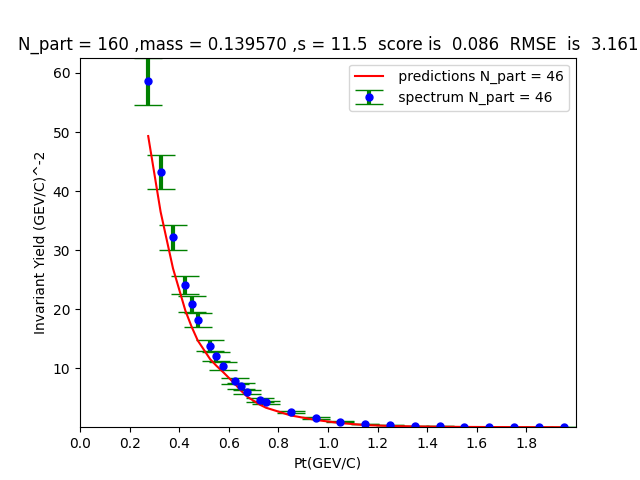 N_part = 160 ,mass = 0.139570 ,s = 11.5  score is  0.086  RMSE  is  3.161
predictions N_part = 46
spectrum N_part = 46
60
50
40
30
20
10
Invariant Yield (GEV/C)^-2
0.0 0.2 0.4 0.6 0.8 1.0 1.2 1.4 1.6 1.8
Pt(GEV/C)